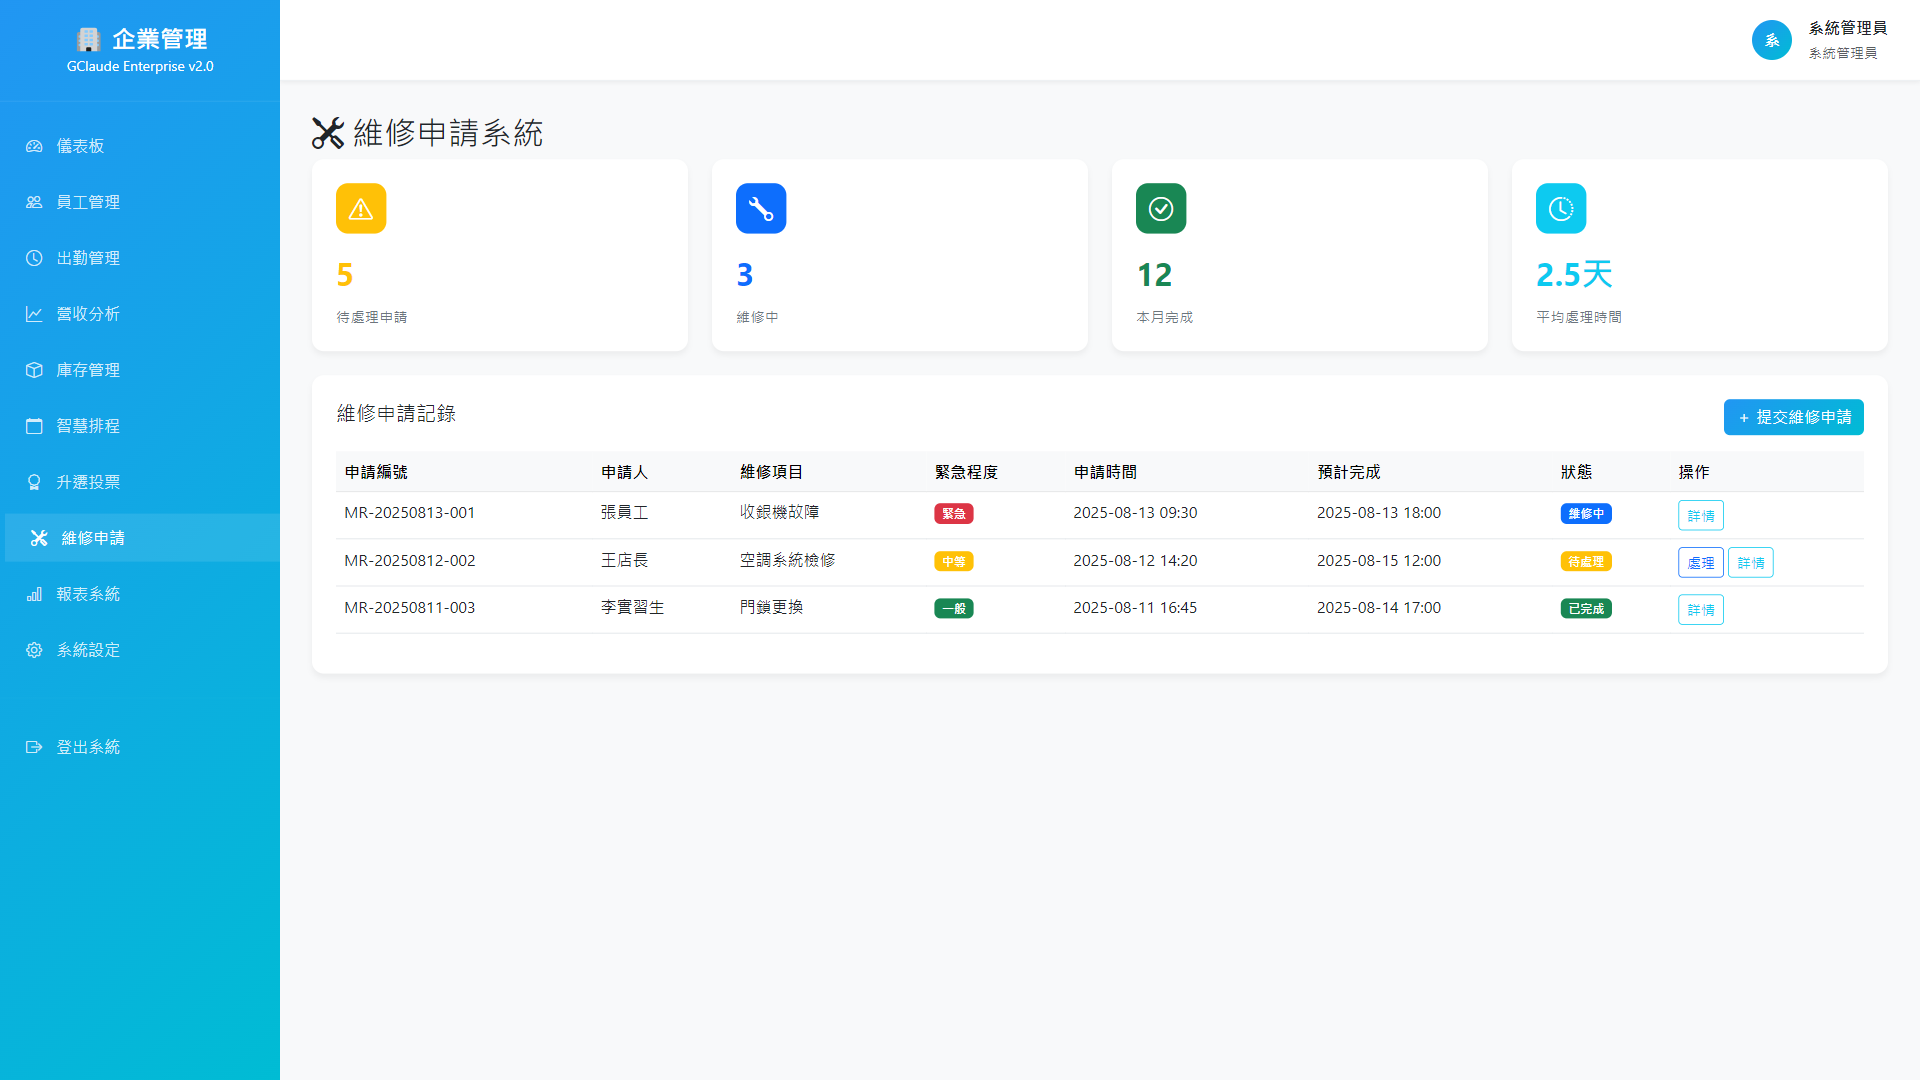 企業管理
GClaude Enterprise v2.0
系
系統管理員
系統管理員
儀表板
員工管理
出勤管理
營收分析
庫存管理
智慧排程
升遷投票
維修申請
報表系統
系統設定
登出系統
維修申請系統
5
待處理申請
3
維修中
12
本月完成
2.5天
平均處理時間
維修申請記錄
+ 提交維修申請
申請編號 申請人 維修項目 緊急程度 申請時間 預計完成 狀態 操作
MR-20250813-001 張員工 收銀機故障 緊急 2025-08-13 09:30 2025-08-13 18:00 維修中 詳情
MR-20250812-002 王店長 空調系統檢修 中等 2025-08-12 14:20 2025-08-15 12:00 待處理 處理 詳情
MR-20250811-003 李實習生 門鎖更換 一般 2025-08-11 16:45 2025-08-14 17:00 已完成 詳情